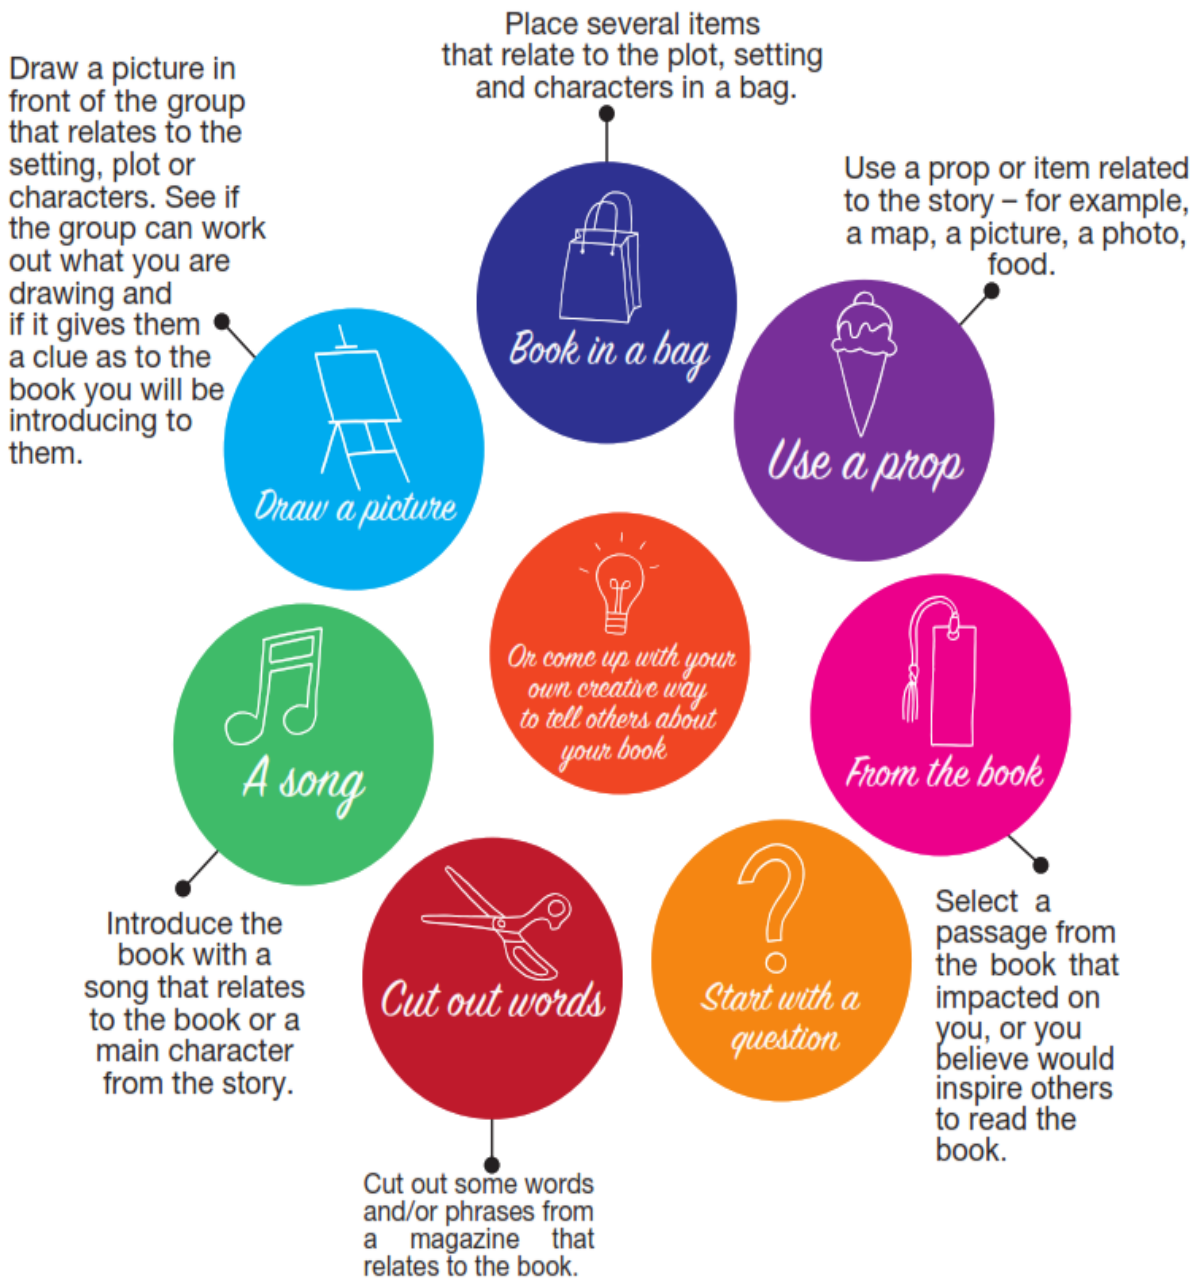 Place several items
that relate to the plot, setting
and characters in a bag.
Book in a bag
Use a prop or item related
to the story – for example,
a map, a picture, a photo,
food.
Use a prop
From the book
Select a
passage from
the book that
impacted on
you, or you
believe would
inspire others
to read the
book.
Start with a
question
Cut out words
Cut out some words
and/or phrases from
a magazine that
relates to the book.
A song
Introduce the
book with a
song that relates
to the book or a
main character
from the story.
Draw a picture in
front of the group
that relates to the
setting, plot or
characters. See if
the group can work
out what you are
drawing and
if it gives them
a clue as to the
book you will be
introducing to
them.
Draw a picture
Or come up with your
own creative way
to tell others about
your book